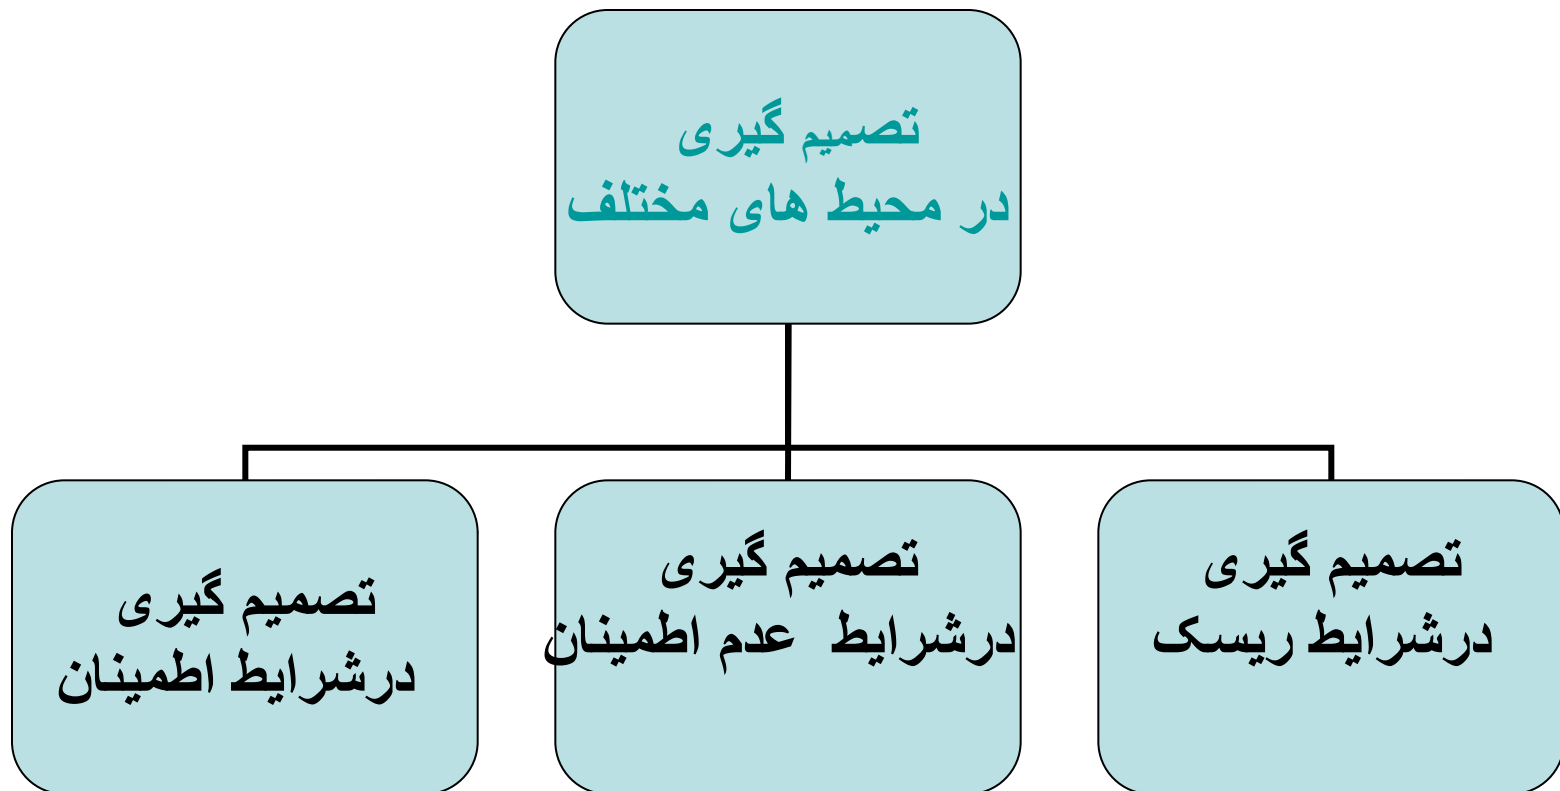 تصمیم گیری
در محیط های مختلف
تصمیم گیری
درشرایط ریسک
تصمیم گیری
درشرایط عدم اطمینان
تصمیم گیری
درشرایط اطمینان